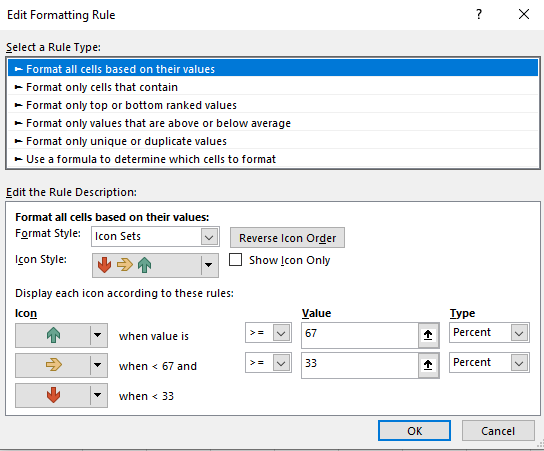 Edit Formatting Rule ? ×
Select a Rule Type:
► Format all cells based on their values
► Format only cells that contain
► Format only top or bottom ranked values
► Format only values that are above or below average
► Format only unique or duplicate values
► Use a formula to determine which cells to format
Edit the Rule Description:
Format all cells based on their values:
Format Style: Icon Sets Reverse Icon Order
Icon Style: Show Icon Only
Display each icon according to these rules:
Icon Value Type
when value is >= 67 Percent
when < 67 and >= 33 Percent
when < 33
OK Cancel